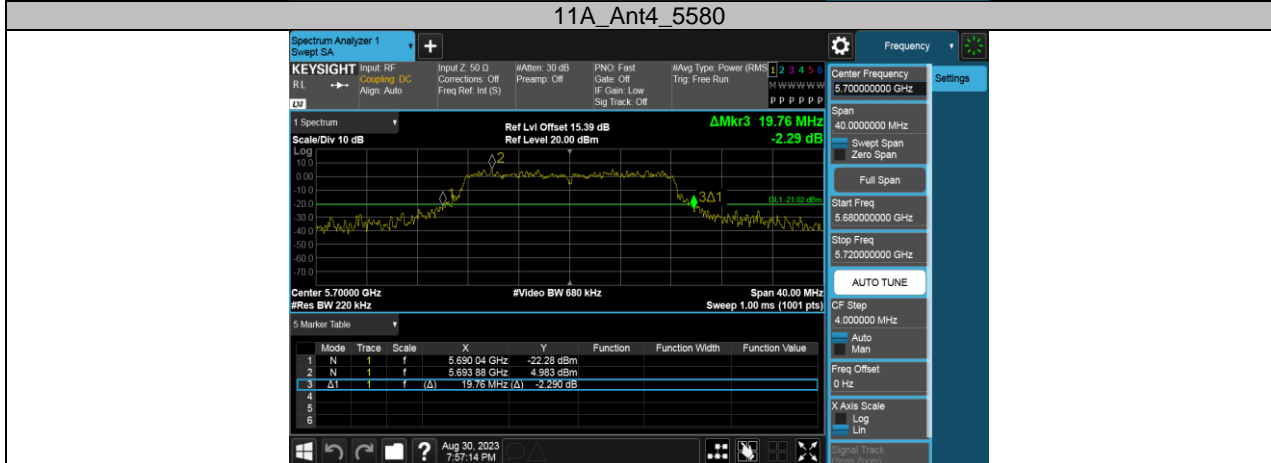 11A_Ant4_5580
Spectrum Analyzer 1
Swept SA
+
Frequency
KEYSIGHT
RL
LXI
Input: RF
Coupling: DC
Align: Auto
Input Z: 50 Ω
Corrections: Off
Freq Ref: Int (S)
#Atten: 30 dB
Preamp: Off
PNO: Fast
Gate: Off
IF Gain: Low
Sig Track: Off
#Avg Type: Power (RMS
Trig: Free Run
1 2 3 4 5 6
M W W W W W
P P P P P P
1 Spectrum
Scale/Div 10 dB
Ref Lvl Offset 15.39 dB
Ref Level 20.00 dBm
ΔMkr3 19.76 MHz
-2.29 dB
Log
10.0
0.00
-10.0
-20.0
-30.0
-40.0
-50.0
-60.0
-70.0
1
2
3Δ1
DL1 -21.02 dBm
Center 5.70000 GHz
#Video BW 680 kHz
Span 40.00 MHz
#Res BW 220 kHz
Sweep 1.00 ms (1001 pts)
5 Marker Table
Mode Trace Scale X Y Function Function Width Function Value
1 N 1 f 5.690 04 GHz -22.28 dBm
2 N 1 f 5.693 88 GHz 4.983 dBm
3 Δ1 1 f (Δ) 19.76 MHz (Δ) -2.290 dB
4
5
6
?
Aug 30, 2023
7:57:14 PM
Center Frequency
5.700000000 GHz
Settings
Span
40.0000000 MHz
Swept Span
Zero Span
Full Span
Start Freq
5.680000000 GHz
Stop Freq
5.720000000 GHz
AUTO TUNE
CF Step
4.000000 MHz
Auto
Man
Freq Offset
0 Hz
X Axis Scale
Log
Lin
Signal Track
(Span Zoom)